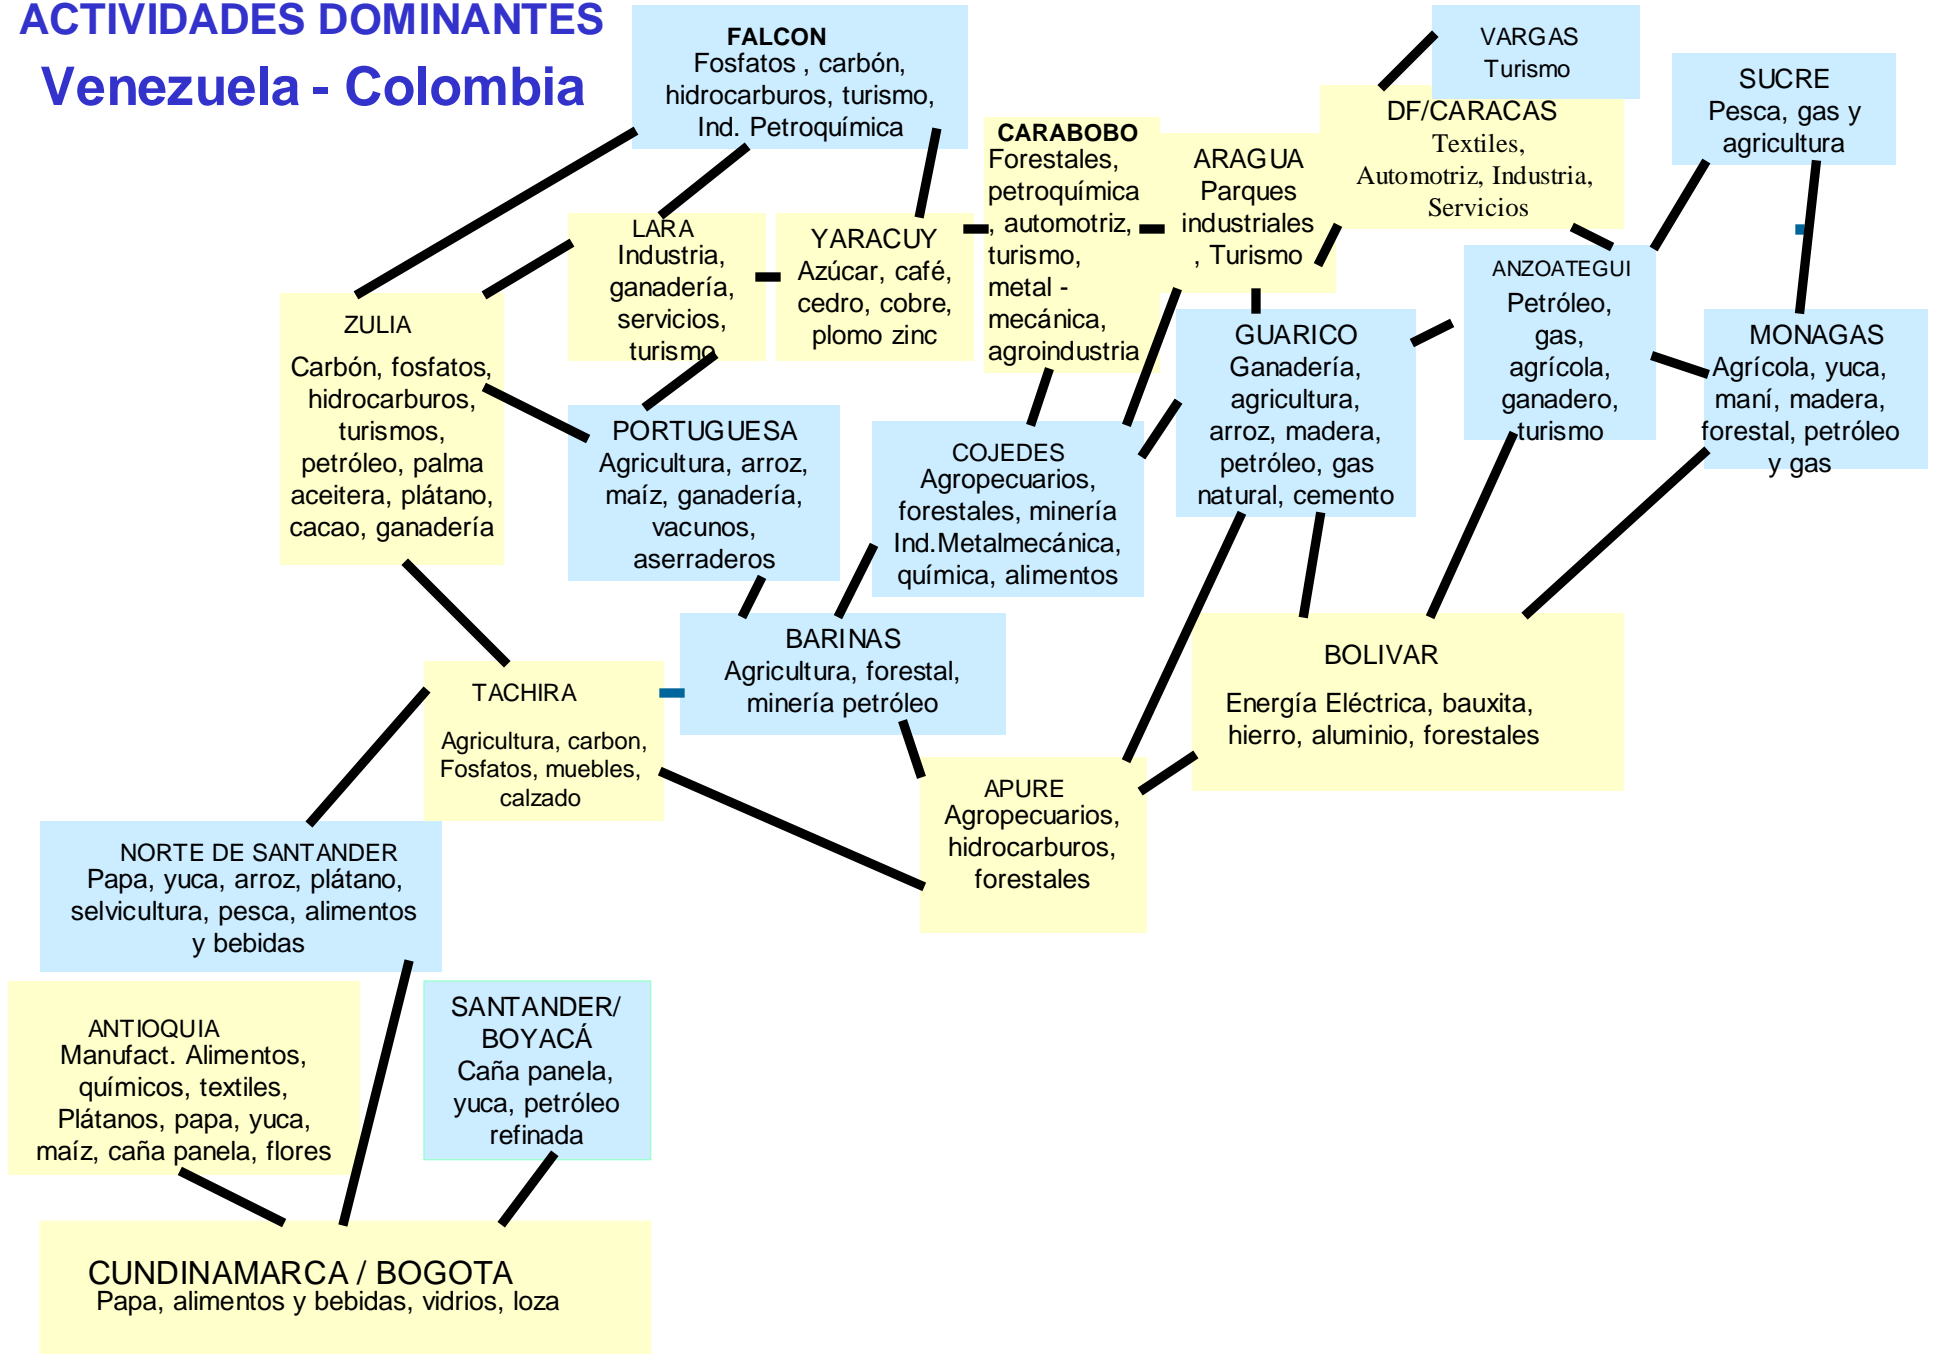 ACTIVIDADES DOMINANTES
Venezuela - Colombia
FALCON
Fosfatos , carbón,
hidrocarburos, turismo,
Ind. Petroquímica
VARGAS
Turismo
SUCRE
Pesca, gas y
agricultura
DF/CARACAS
Textiles,
Automotriz, Industria,
Servicios
CARABOBO
Forestales,
petroquímica
, automotriz,
turismo,
metal -
mecánica,
agroindustria
ARAGUA
Parques
industriales
, Turismo
LARA
Industria,
ganadería,
servicios,
turismo
YARACUY
Azúcar, café,
cedro, cobre,
plomo zinc
ANZOATEGUI
Petróleo,
gas,
agrícola,
ganadero,
turismo
ZULIA
Carbón, fosfatos,
hidrocarburos,
turismos,
petróleo, palma
aceitera, plátano,
cacao, ganadería
GUARICO
Ganadería,
agricultura,
arroz, madera,
petróleo, gas
natural, cemento
MONAGAS
Agrícola, yuca,
maní, madera,
forestal, petróleo
y gas
PORTUGUESA
Agricultura, arroz,
maíz, ganadería,
vacunos,
aserraderos
COJEDES
Agropecuarios,
forestales, minería
Ind.Metalmecánica,
química, alimentos
BARINAS
Agricultura, forestal,
minería petróleo
BOLIVAR
Energía Eléctrica, bauxita,
hierro, aluminio, forestales
TACHIRA
Agricultura, carbon,
Fosfatos, muebles,
calzado
APURE
Agropecuarios,
hidrocarburos,
forestales
NORTE DE SANTANDER
Papa, yuca, arroz, plátano,
selvicultura, pesca, alimentos
y bebidas
ANTIOQUIA
Manufact. Alimentos,
químicos, textiles,
Plátanos, papa, yuca,
maíz, caña panela, flores
SANTANDER/
BOYACÁ
Caña panela,
yuca, petróleo
refinada
CUNDINAMARCA / BOGOTA
Papa, alimentos y bebidas, vidrios, loza